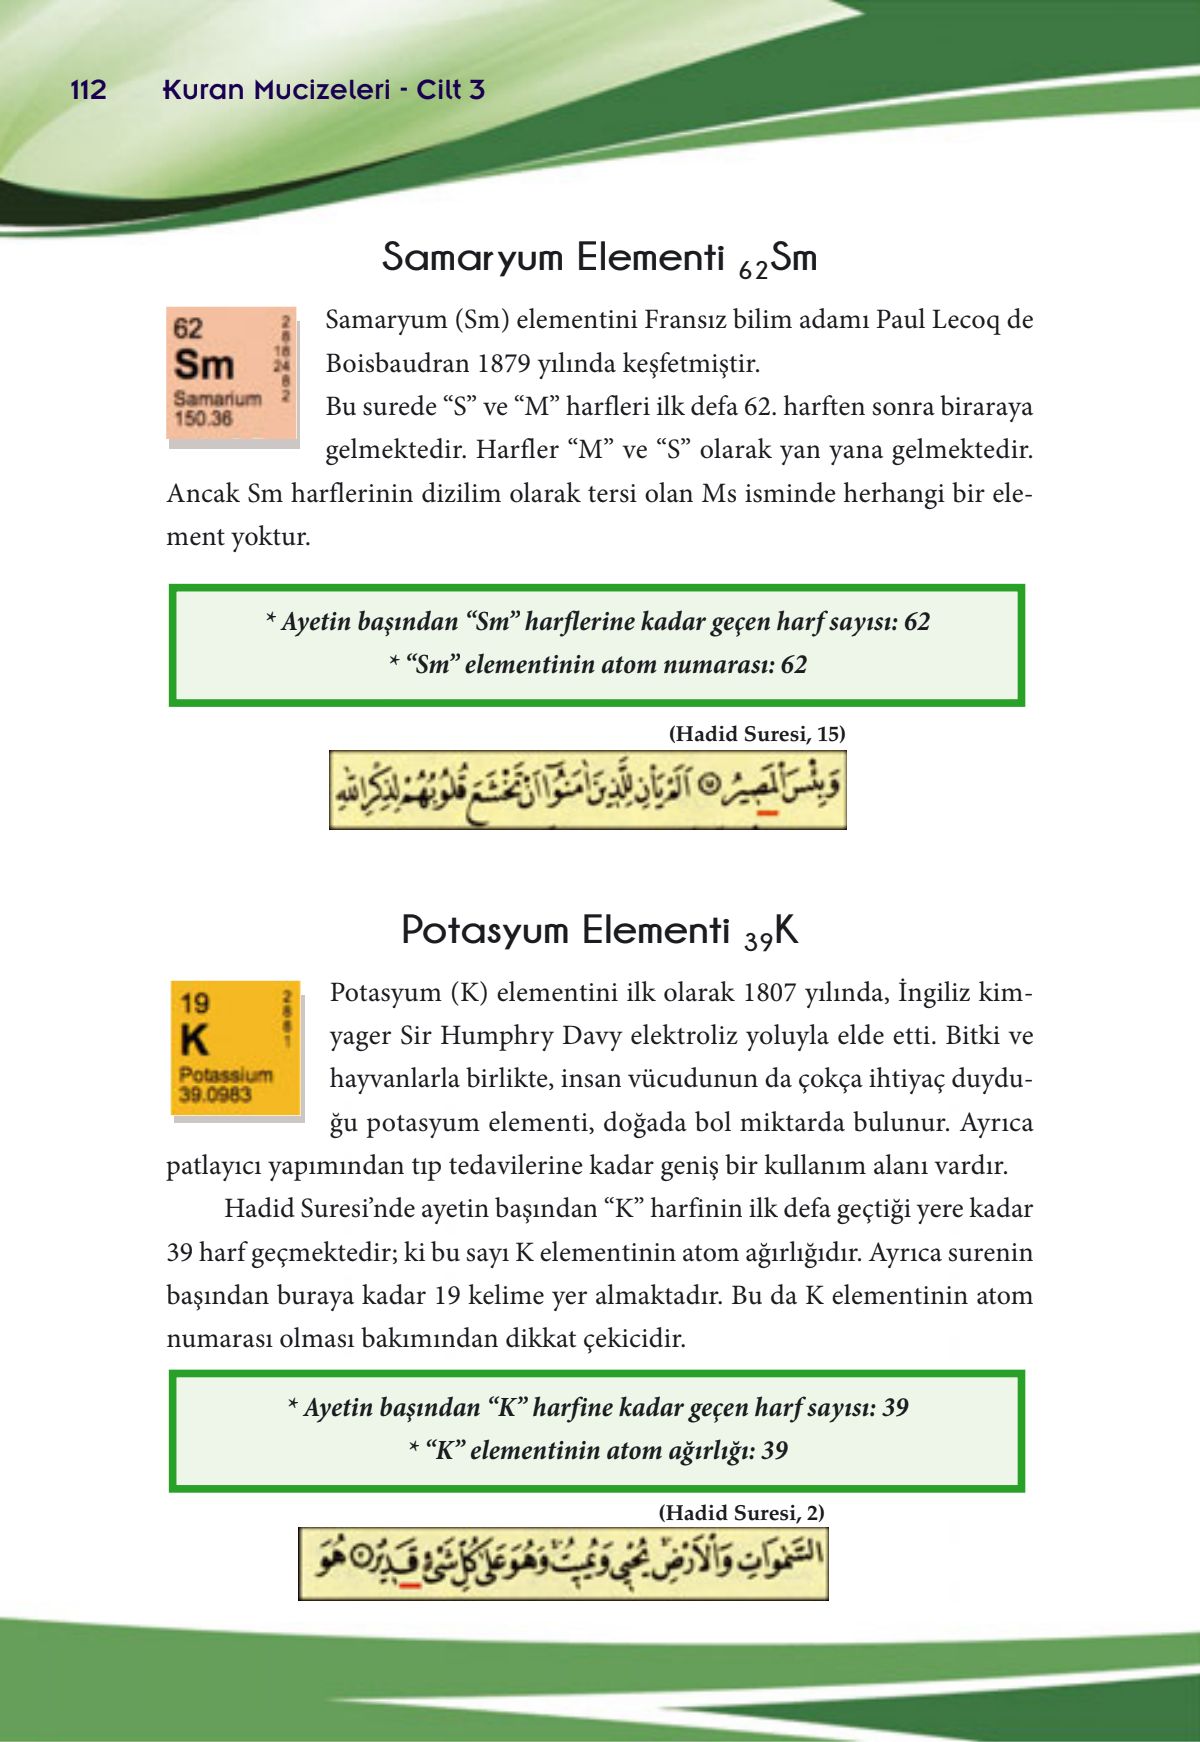 112 Kuran Mucizeleri - Cilt 3
Samaryum Elementi 62Sm
62
Sm
Samarium
150.36
2
8
18
24
8
2
Samaryum (Sm) elementini Fransız bilim adamı Paul Lecoq de
Boisbaudran 1879 yılında keşfetmiştir.
Bu surede “S” ve “M” harfleri ilk defa 62. harften sonra biraraya
gelmektedir. Harfler “M” ve “S” olarak yan yana gelmektedir.
Ancak Sm harflerinin dizilim olarak tersi olan Ms isminde herhangi bir ele-
ment yoktur.
* Ayetin başından “Sm” harflerine kadar geçen harf sayısı: 62
* “Sm” elementinin atom numarası: 62
(Hadid Suresi, 15)
وَبِئْسَ الْمَصِيرُ ﴿١٥﴾ اَلَمْ يَأْنِ لِلَّذِينَ اٰمَنُٓوا اَنْ تَخْشَعَ قُلُوبُهُمْ لِذِكْرِ اللّٰهِ
Potasyum Elementi 39K
19
K
Potassium
39.0983
2
8
8
1
Potasyum (K) elementini ilk olarak 1807 yılında, İngiliz kim-
yager Sir Humphry Davy elektroliz yoluyla elde etti. Bitki ve
hayvanlarla birlikte, insan vücudunun da çokça ihtiyaç duydu-
ğu potasyum elementi, doğada bol miktarda bulunur. Ayrıca
patlayıcı yapımından tıp tedavilerine kadar geniş bir kullanım alanı vardır.
Hadid Suresi’nde ayetin başından “K” harfinin ilk defa geçtiği yere kadar
39 harf geçmektedir; ki bu sayı K elementinin atom ağırlığıdır. Ayrıca surenin
başından buraya kadar 19 kelime yer almaktadır. Bu da K elementinin atom
numarası olması bakımından dikkat çekicidir.
* Ayetin başından “K” harfine kadar geçen harf sayısı: 39
* “K” elementinin atom ağırlığı: 39
(Hadid Suresi, 2)
السَّمٰوَاتِ وَالْاَرْضِ يُحْيٖي وَيُمٖيتُ وَهُوَ عَلٰى كُلِّ شَيْءٍ قَدٖيرٌ ﴿٢﴾ هُوَ